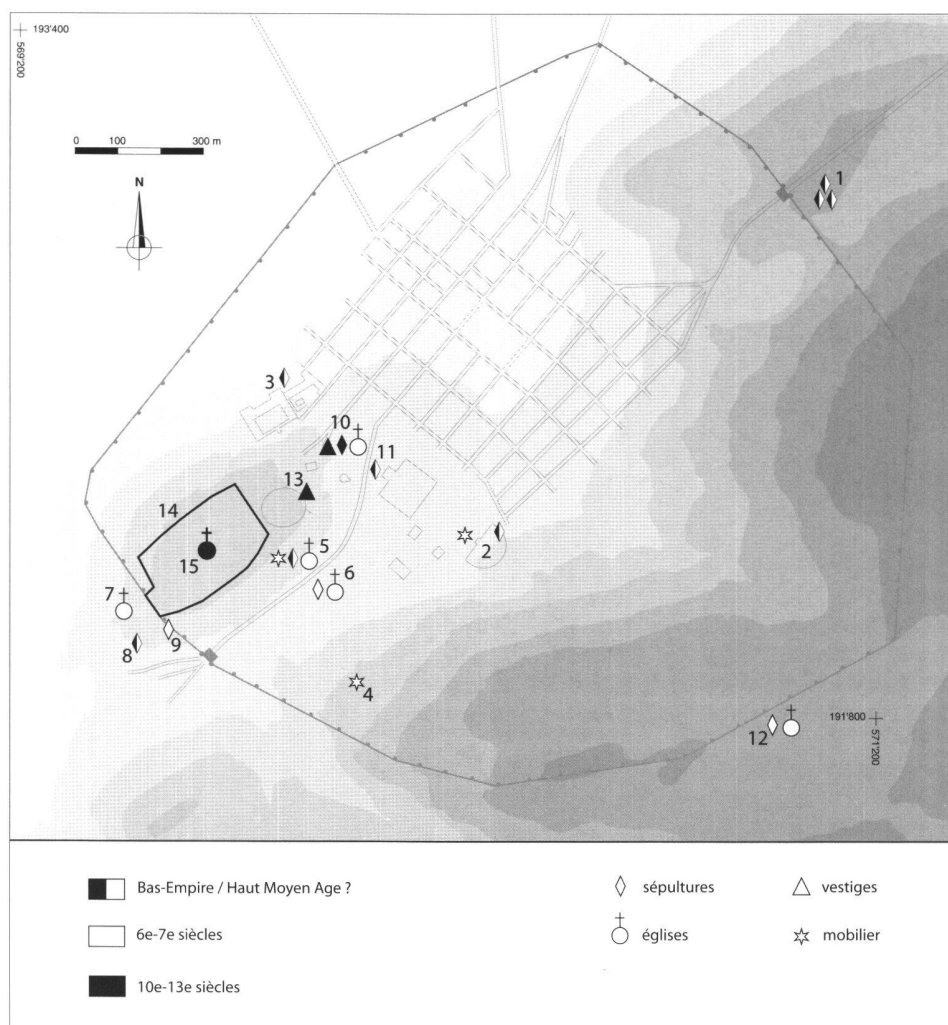 193'400
569'200
0 100 300 m
N
1
3
10
11
13
14
2
5
15
6
7
9
8
4
191'800
12
571'200
Bas-Empire / Haut Moyen Age ?
6e-7e siècles
10e-13e siècles
sépultures
églises
vestiges
mobilier